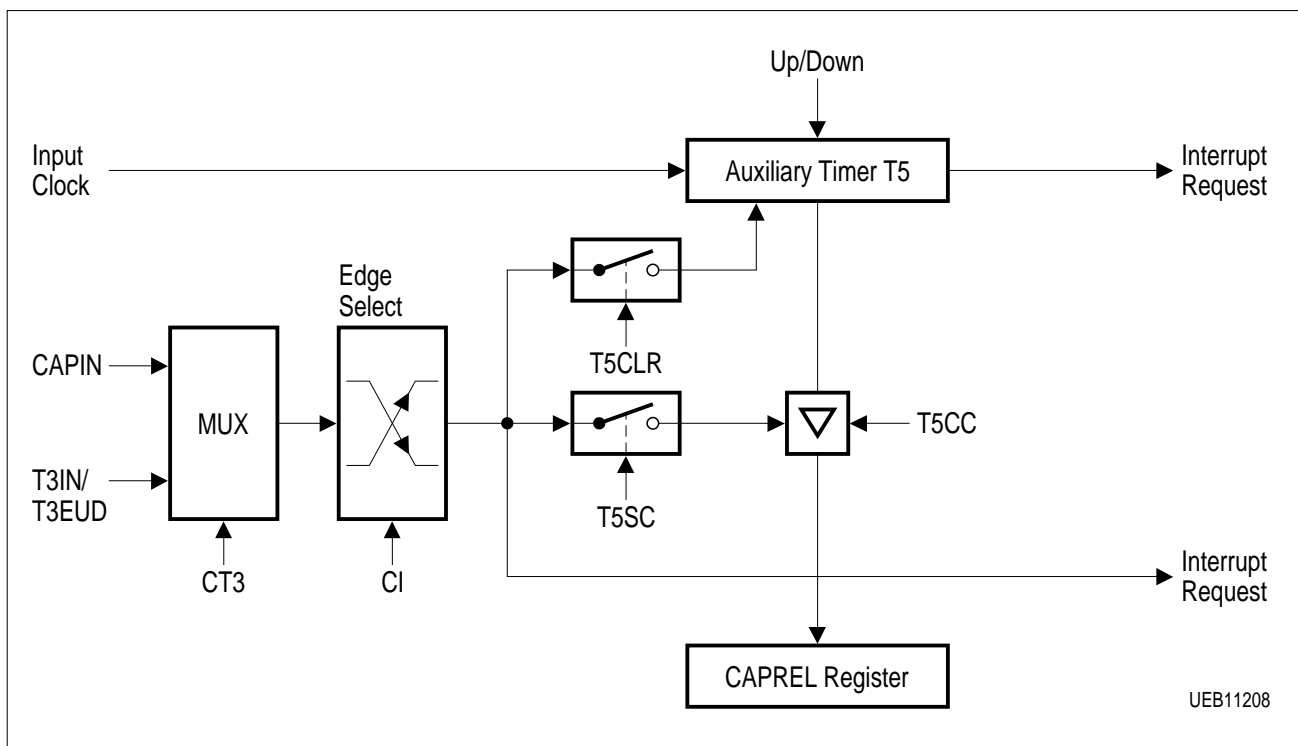 Up/Down
Input
Clock
Auxiliary Timer T5
Interrupt
Request
Edge
Select
T5CLR
CAPIN
MUX
T5CC
T3IN/
T3EUD
T5SC
CT3
CI
Interrupt
Request
CAPREL Register
UEB11208